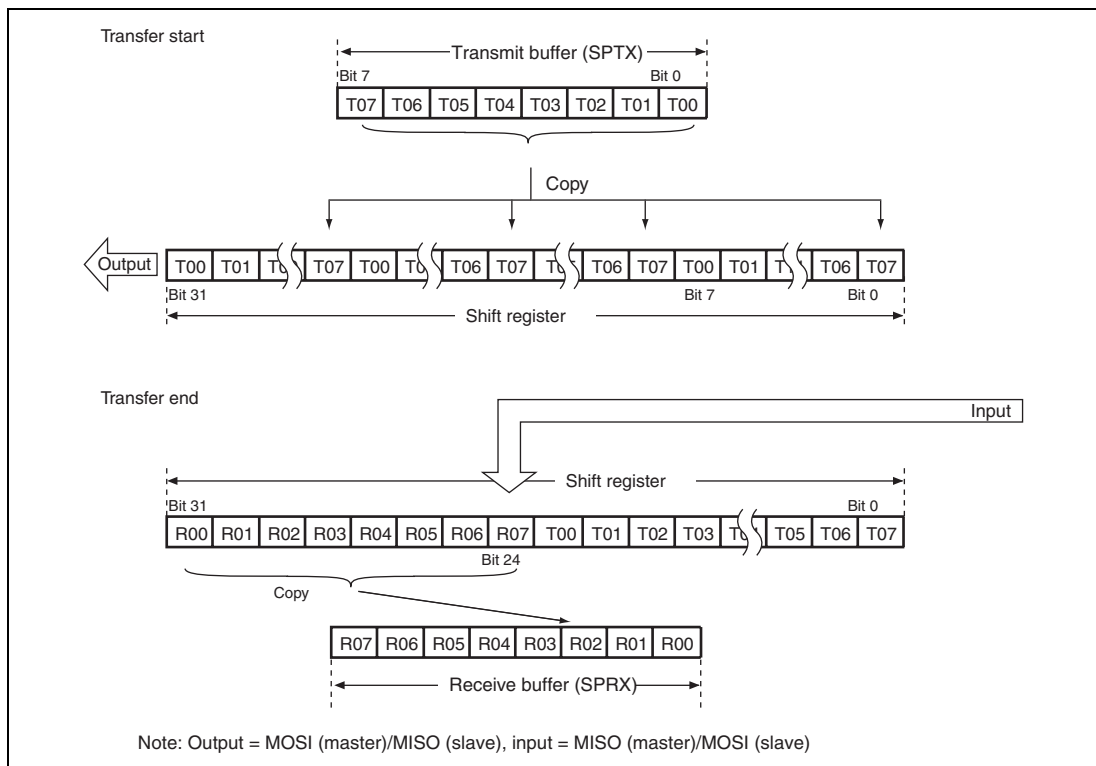 Transfer start
Transmit buffer (SPTX)
Bit 7 Bit 0
T07 T06 T05 T04 T03 T02 T01 T00
Copy
Output T00 T01 T07 T00 T06 T07 T06 T07 T00 T01 T06 T07
Bit 31 Bit 7 Bit 0
Shift register
Transfer end
Input
Shift register
Bit 31 Bit 0
R00 R01 R02 R03 R04 R05 R06 R07 T00 T01 T02 T03 T05 T06 T07
Bit 24
Copy
R07 R06 R05 R04 R03 R02 R01 R00
Receive buffer (SPRX)
Note: Output = MOSI (master)/MISO (slave), input = MISO (master)/MOSI (slave)